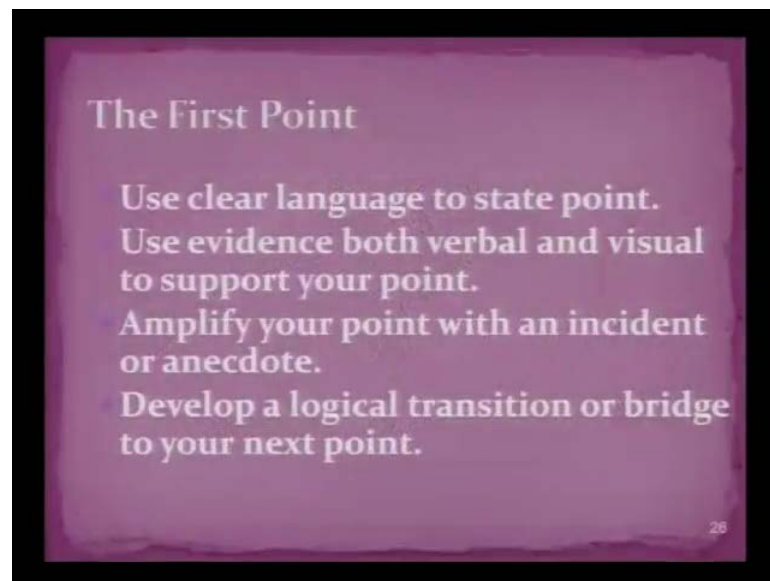 The First Point
Use clear language to state point.
Use evidence both verbal and visual
to support your point.
Amplify your point with an incident
or anecdote.
Develop a logical transition or bridge
to your next point.
26